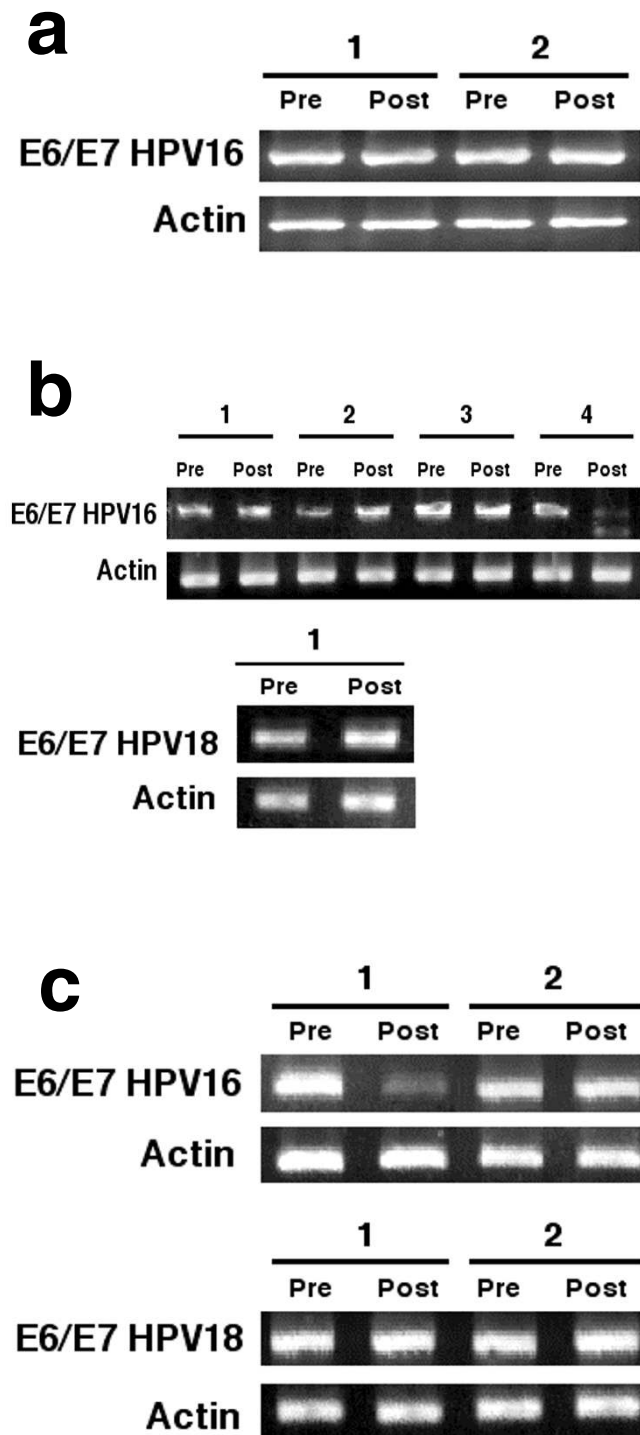 a
1 2
Pre Post Pre Post
E6/E7 HPV16
Actin
b
1 2 3 4
Pre Post Pre Post Pre Post Pre Post
E6/E7 HPV16
Actin
1
Pre Post
E6/E7 HPV18
Actin
c
1 2
Pre Post Pre Post
E6/E7 HPV16
Actin
1 2
Pre Post Pre Post
E6/E7 HPV18
Actin